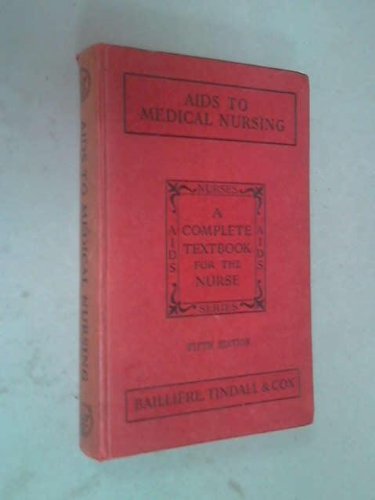 AIDS TO
MEDICAL NURSING
NURSES
AIDS
A
COMPLETE
TEXTBOOK
FOR THE
NURSE
AIDS
SERIES
FIFTH EDITION
BAILLIÈRE, TINDALL & COX
AIDS TO MEDICAL NURSING